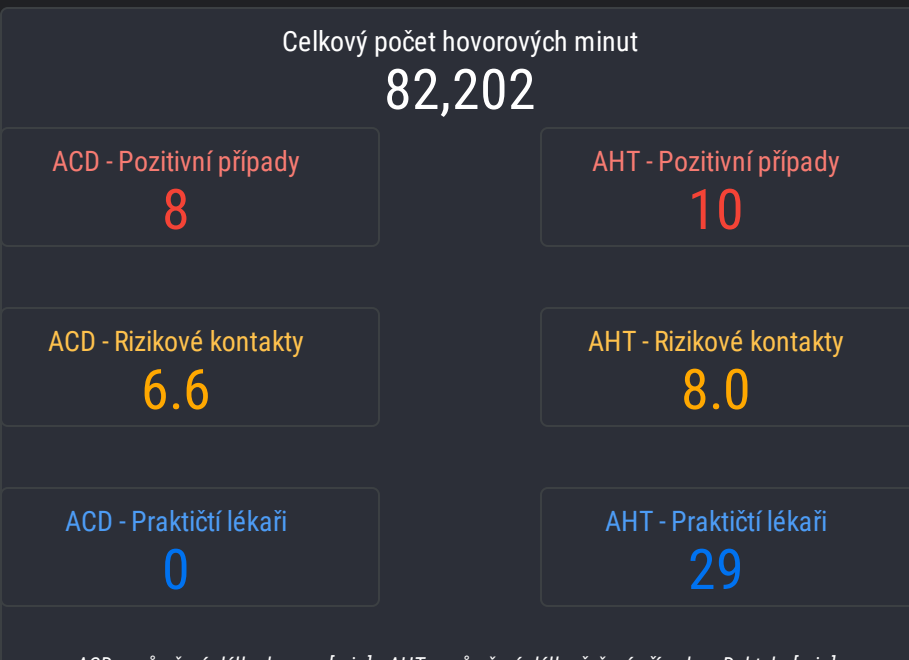 Celkový počet hovorových minut
82,202
ACD - Pozitivní případy
8
AHT - Pozitivní případy
10
ACD - Rizikové kontakty
6.6
AHT - Rizikové kontakty
8.0
ACD - Praktičtí lékaři
0
AHT - Praktičtí lékaři
29